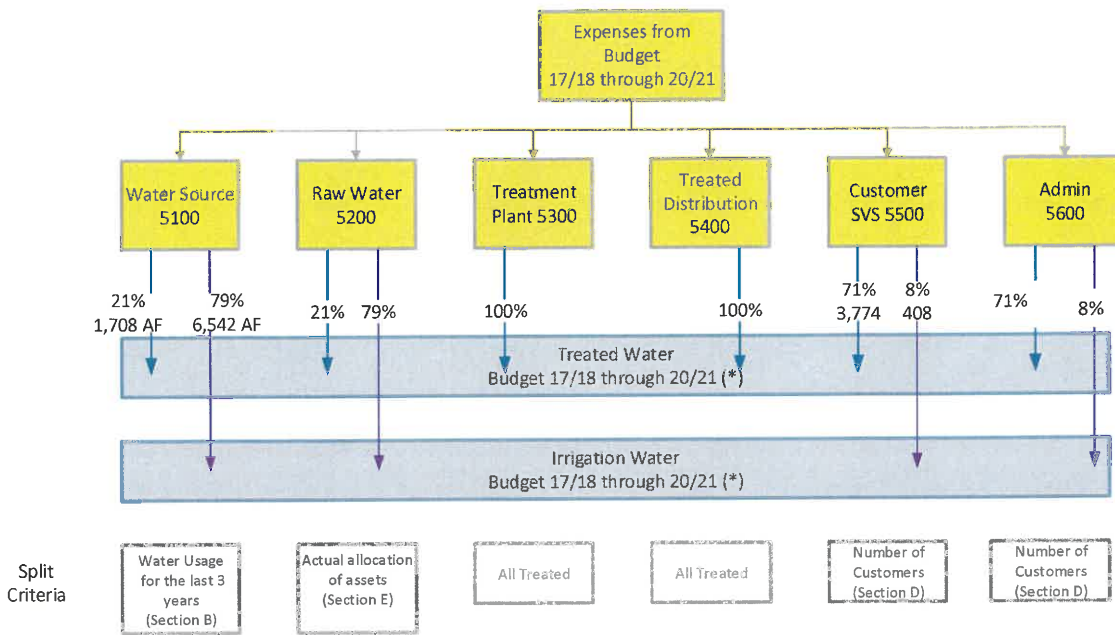 Expenses from
Budget
17/18 through 20/21
Water Source
5100
Raw Water
5200
Treatment
Plant 5300
Treated
Distribution
5400
Customer
SVS 5500
Admin
5600
21%
1,708 AF
79%
6,542 AF
21%
79%
100%
100%
71%
3,774
8%
408
71%
8%
Treated Water
Budget 17/18 through 20/21 (*)
Irrigation Water
Budget 17/18 through 20/21 (*)
Split
Criteria
Water Usage
for the last 3
years
(Section B)
Actual allocation
of assets
(Section E)
All Treated
All Treated
Number of
Customers
(Section D)
Number of
Customers
(Section D)